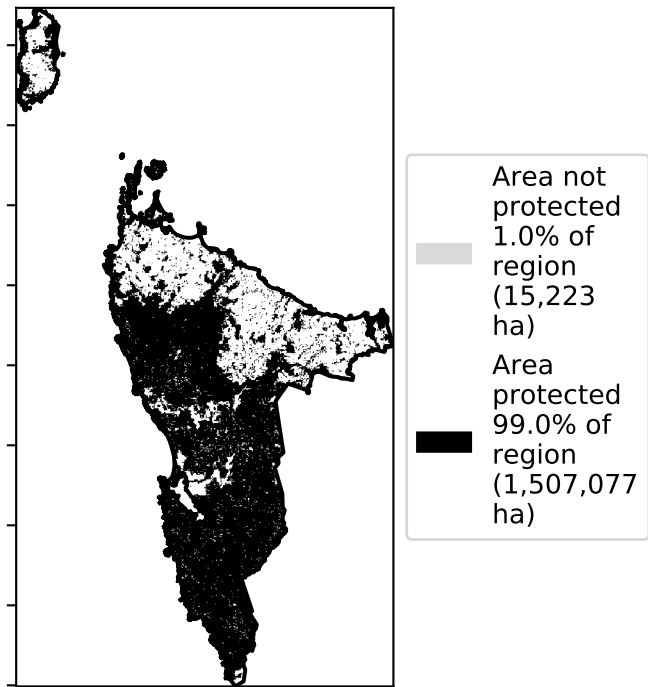 Area not
protected
1.0% of
region
(15,223
ha)
Area
protected
99.0% of
region
(1,507,077
ha)